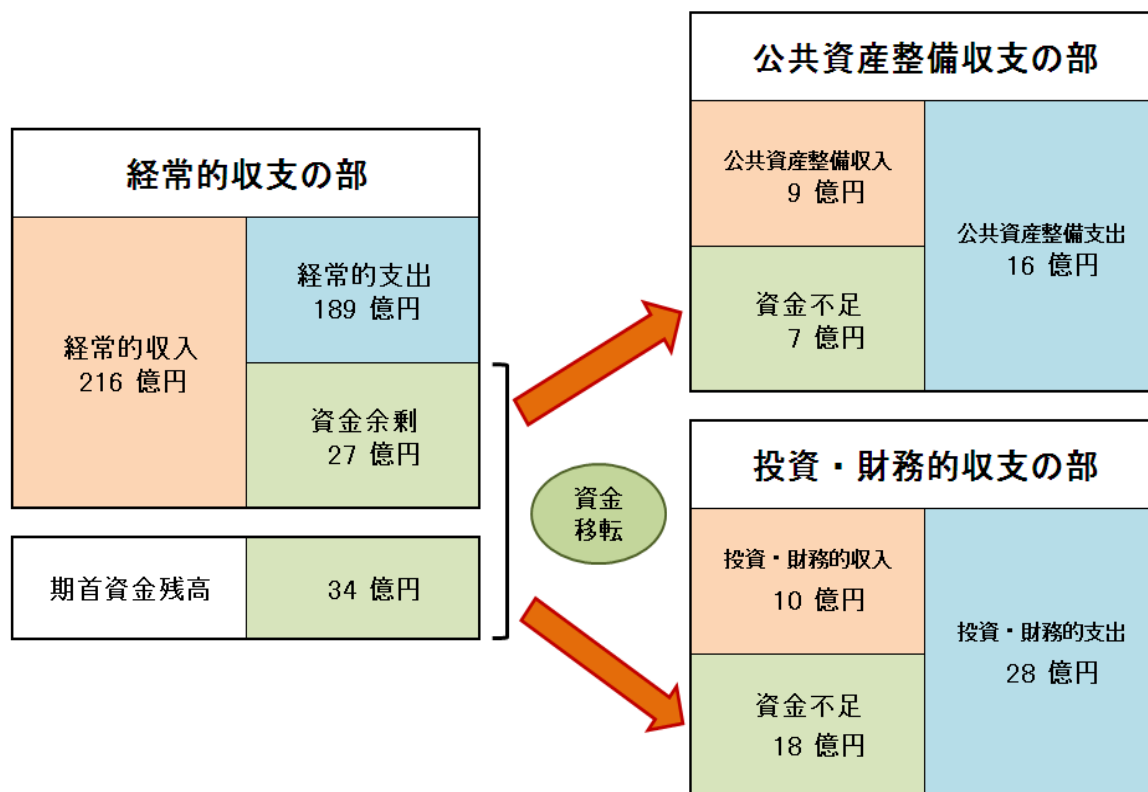 経常的収支の部
経常的収入
216 億円
経常的支出
189 億円
資金余剰
27 億円
期首資金残高
34 億円
資金
移転
公共資産整備収支の部
公共資産整備収入
9 億円
資金不足
7 億円
公共資産整備支出
16 億円
投資・財務的収支の部
投資・財務的収入
10 億円
資金不足
18 億円
投資・財務的支出
28 億円